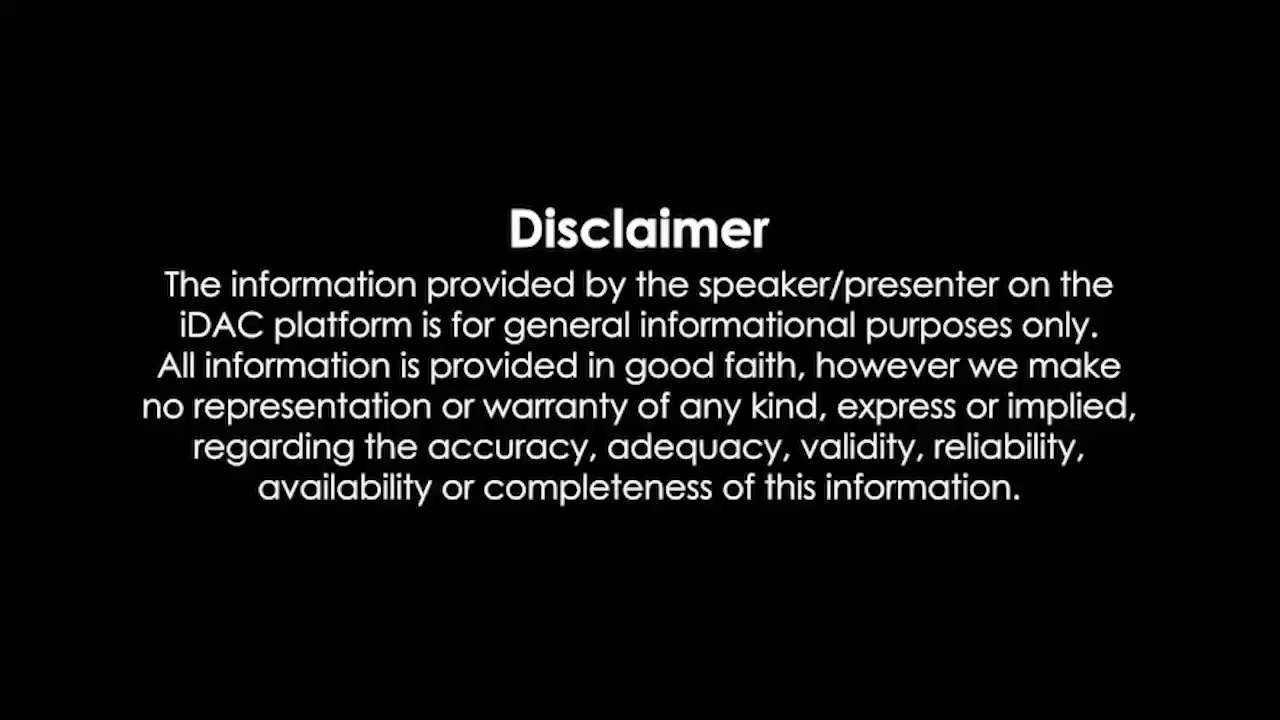 Disclaimer
The information provided by the speaker/presenter on the
iDAC platform is for general informational purposes only.
All information is provided in good faith, however we make
no representation or warranty of any kind, express or implied,
regarding the accuracy, adequacy, validity, reliability,
availability or completeness of this information.